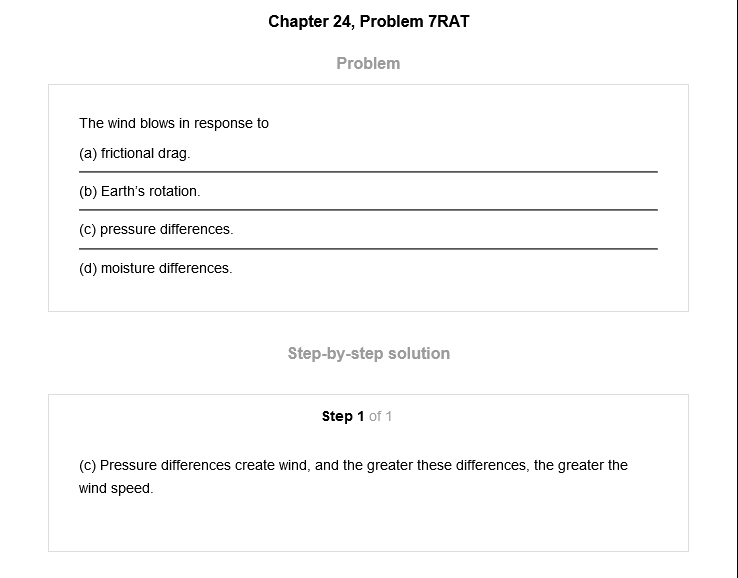 Chapter 24, Problem 7RAT
Problem
The wind blows in response to
(a) frictional drag.
(b) Earth’s rotation.
(c) pressure differences.
(d) moisture differences.
Step-by-step solution
Step 1 of 1
(c) Pressure differences create wind, and the greater these differences, the greater the
wind speed.